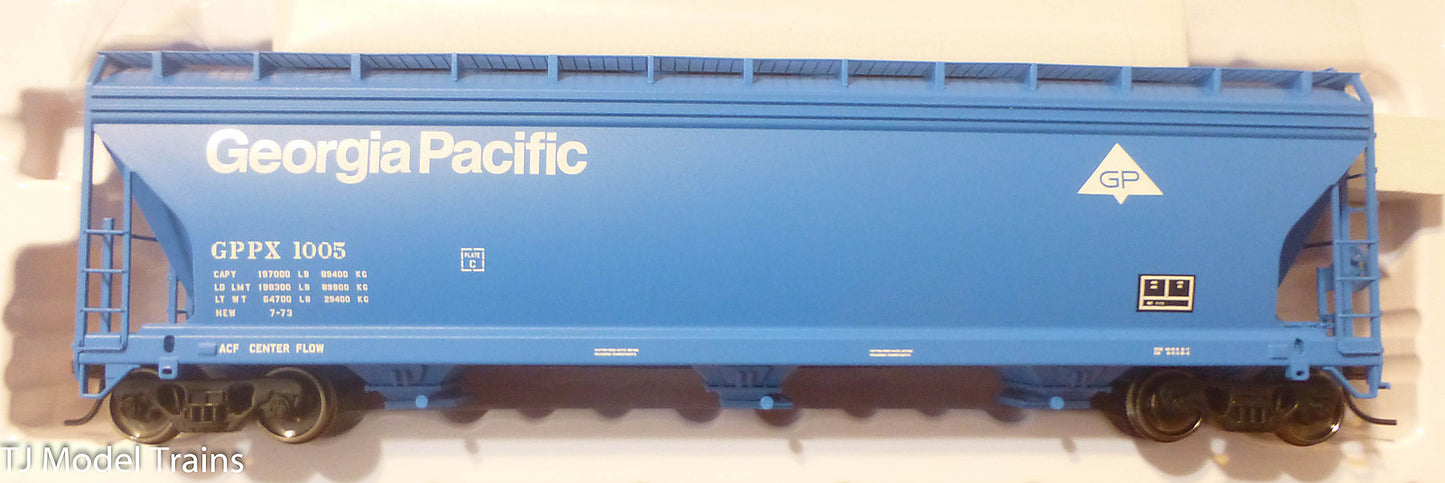 Georgia Pacific
GP
GPPX 1005
PLATE
C
CAPY 197000 LB 89400 KG
LD LMT 198300 LB 89900 KG
LT WT 64700 LB 29400 KG
NEW 7-73
ACF CENTER FLOW
TJ Model Trains